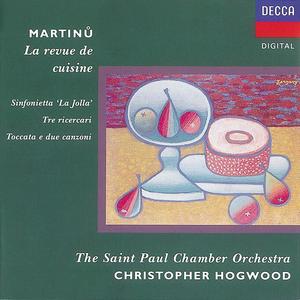 MARTINŮ
La revue de
cuisine
Sinfonietta 'La Jolla'
Tre ricercari
Toccata e due canzoni
DECCA
DIGITAL
The Saint Paul Chamber Orchestra
CHRISTOPHER HOGWOOD